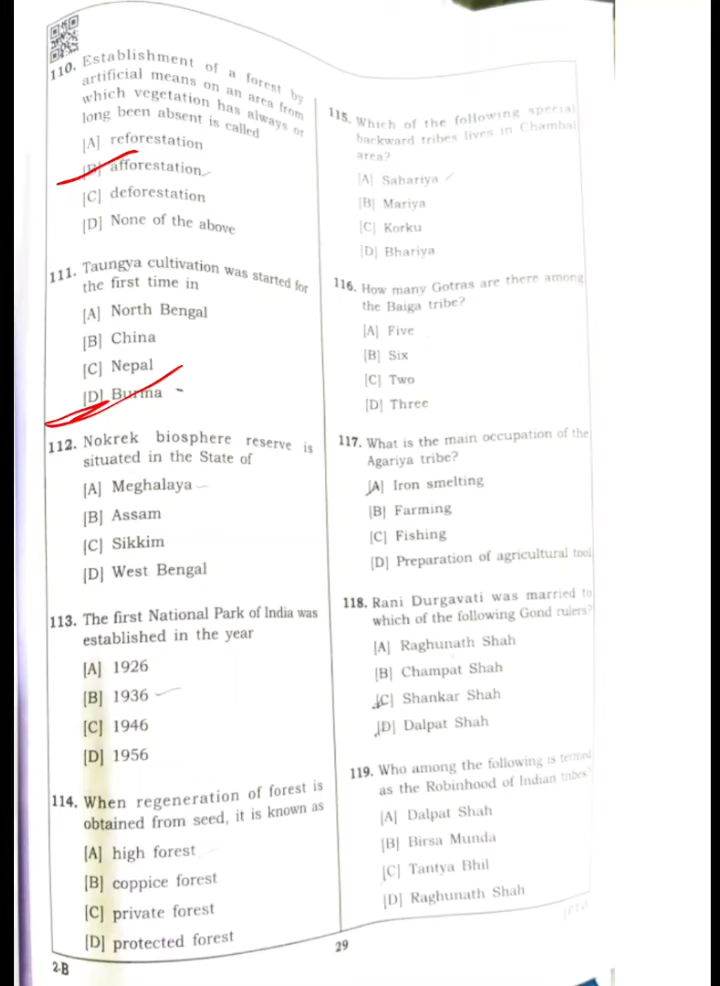 110. Establishment of a forest by
artificial means on an area from
which vegetation has always or
long been absent is called
[A] reforestation
[B] afforestation
[C] deforestation
[D] None of the above
111. Taungya cultivation was started for
the first time in
[A] North Bengal
[B] China
[C] Nepal
[D] Burma
112. Nokrek biosphere reserve is
situated in the State of
[A] Meghalaya
[B] Assam
[C] Sikkim
[D] West Bengal
113. The first National Park of India was
established in the year
[A] 1926
[B] 1936
[C] 1946
[D] 1956
114. When regeneration of forest is
obtained from seed, it is known as
[A] high forest
[B] coppice forest
[C] private forest
[D] protected forest
115. Which of the following special
backward tribes lives in Chambal
area?
[A] Sahariya
[B] Mariya
[C] Korku
[D] Bhariya
116. How many Gotras are there among
the Baiga tribe?
[A] Five
[B] Six
[C] Two
[D] Three
117. What is the main occupation of the
Agariya tribe?
[A] Iron smelting
[B] Farming
[C] Fishing
[D] Preparation of agricultural tool
118. Rani Durgavati was married to
which of the following Gond rulers?
[A] Raghunath Shah
[B] Champat Shah
[C] Shankar Shah
[D] Dalpat Shah
119. Who among the following is termed
as the Robinhood of Indian tribes?
[A] Dalpat Shah
[B] Birsa Munda
[C] Tantya Bhil
[D] Raghunath Shah
2-B
29